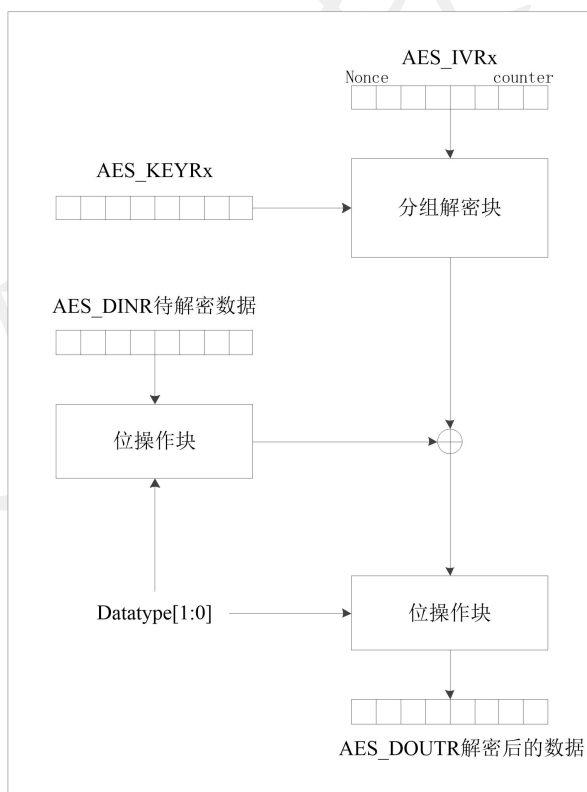 AES_IVRx
Nonce counter
AES_KEYRx
分组解密块
AES_DINR待解密数据
位操作块
Datatype[1:0]
位操作块
AES_DOUTR解密后的数据